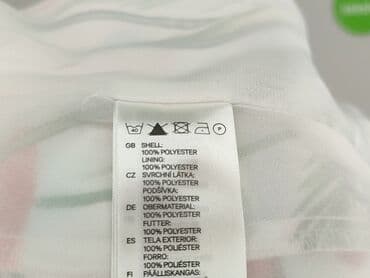 40 P
GB SHELL:
100% POLYESTER
LINING:
100% POLYESTER
CZ SVRCHNÍ LÁTKA:
100% POLYESTER
PODŠÍVKA:
100% POLYESTER
DE OBERMATERIAL:
100% POLYESTER
FUTTER:
100% POLYESTER
ES TELA EXTERIOR:
100% POLIÉSTER
FORRO:
100% POLIÉSTER
FI PÄÄLLISKANGAS: